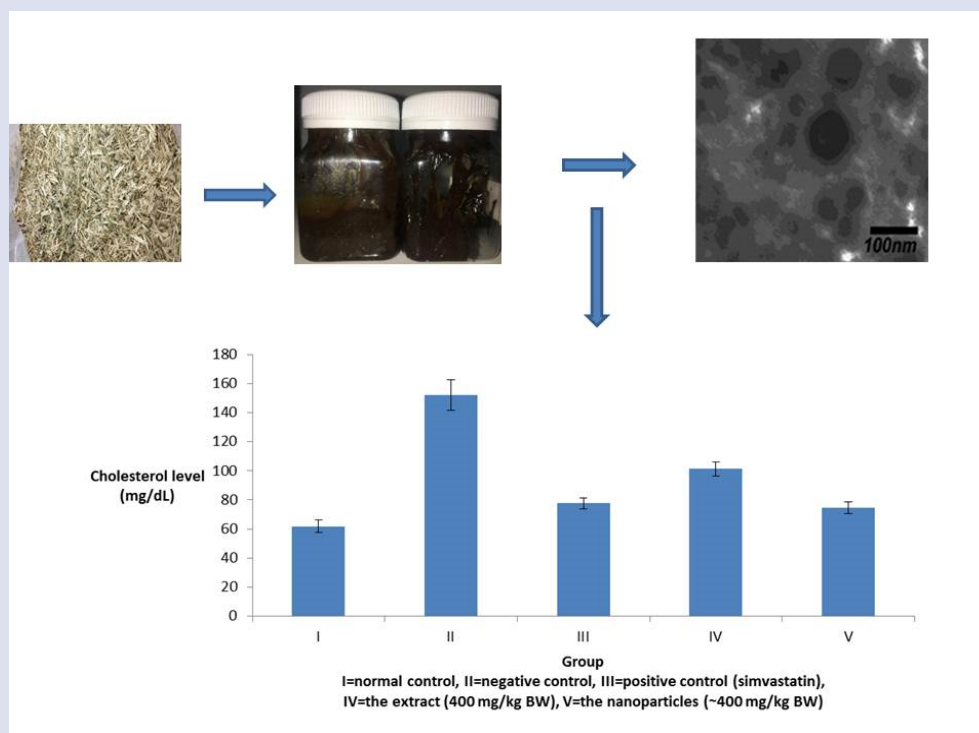 100nm
180
160
140
120
100
80
60
40
20
0
Cholesterol level
(mg/dL)
I
II
III
IV
V
Group
I=normal control, II=negative control, III=positive control (simvastatin),
IV=the extract (400 mg/kg BW), V=the nanoparticles (~400 mg/kg BW)